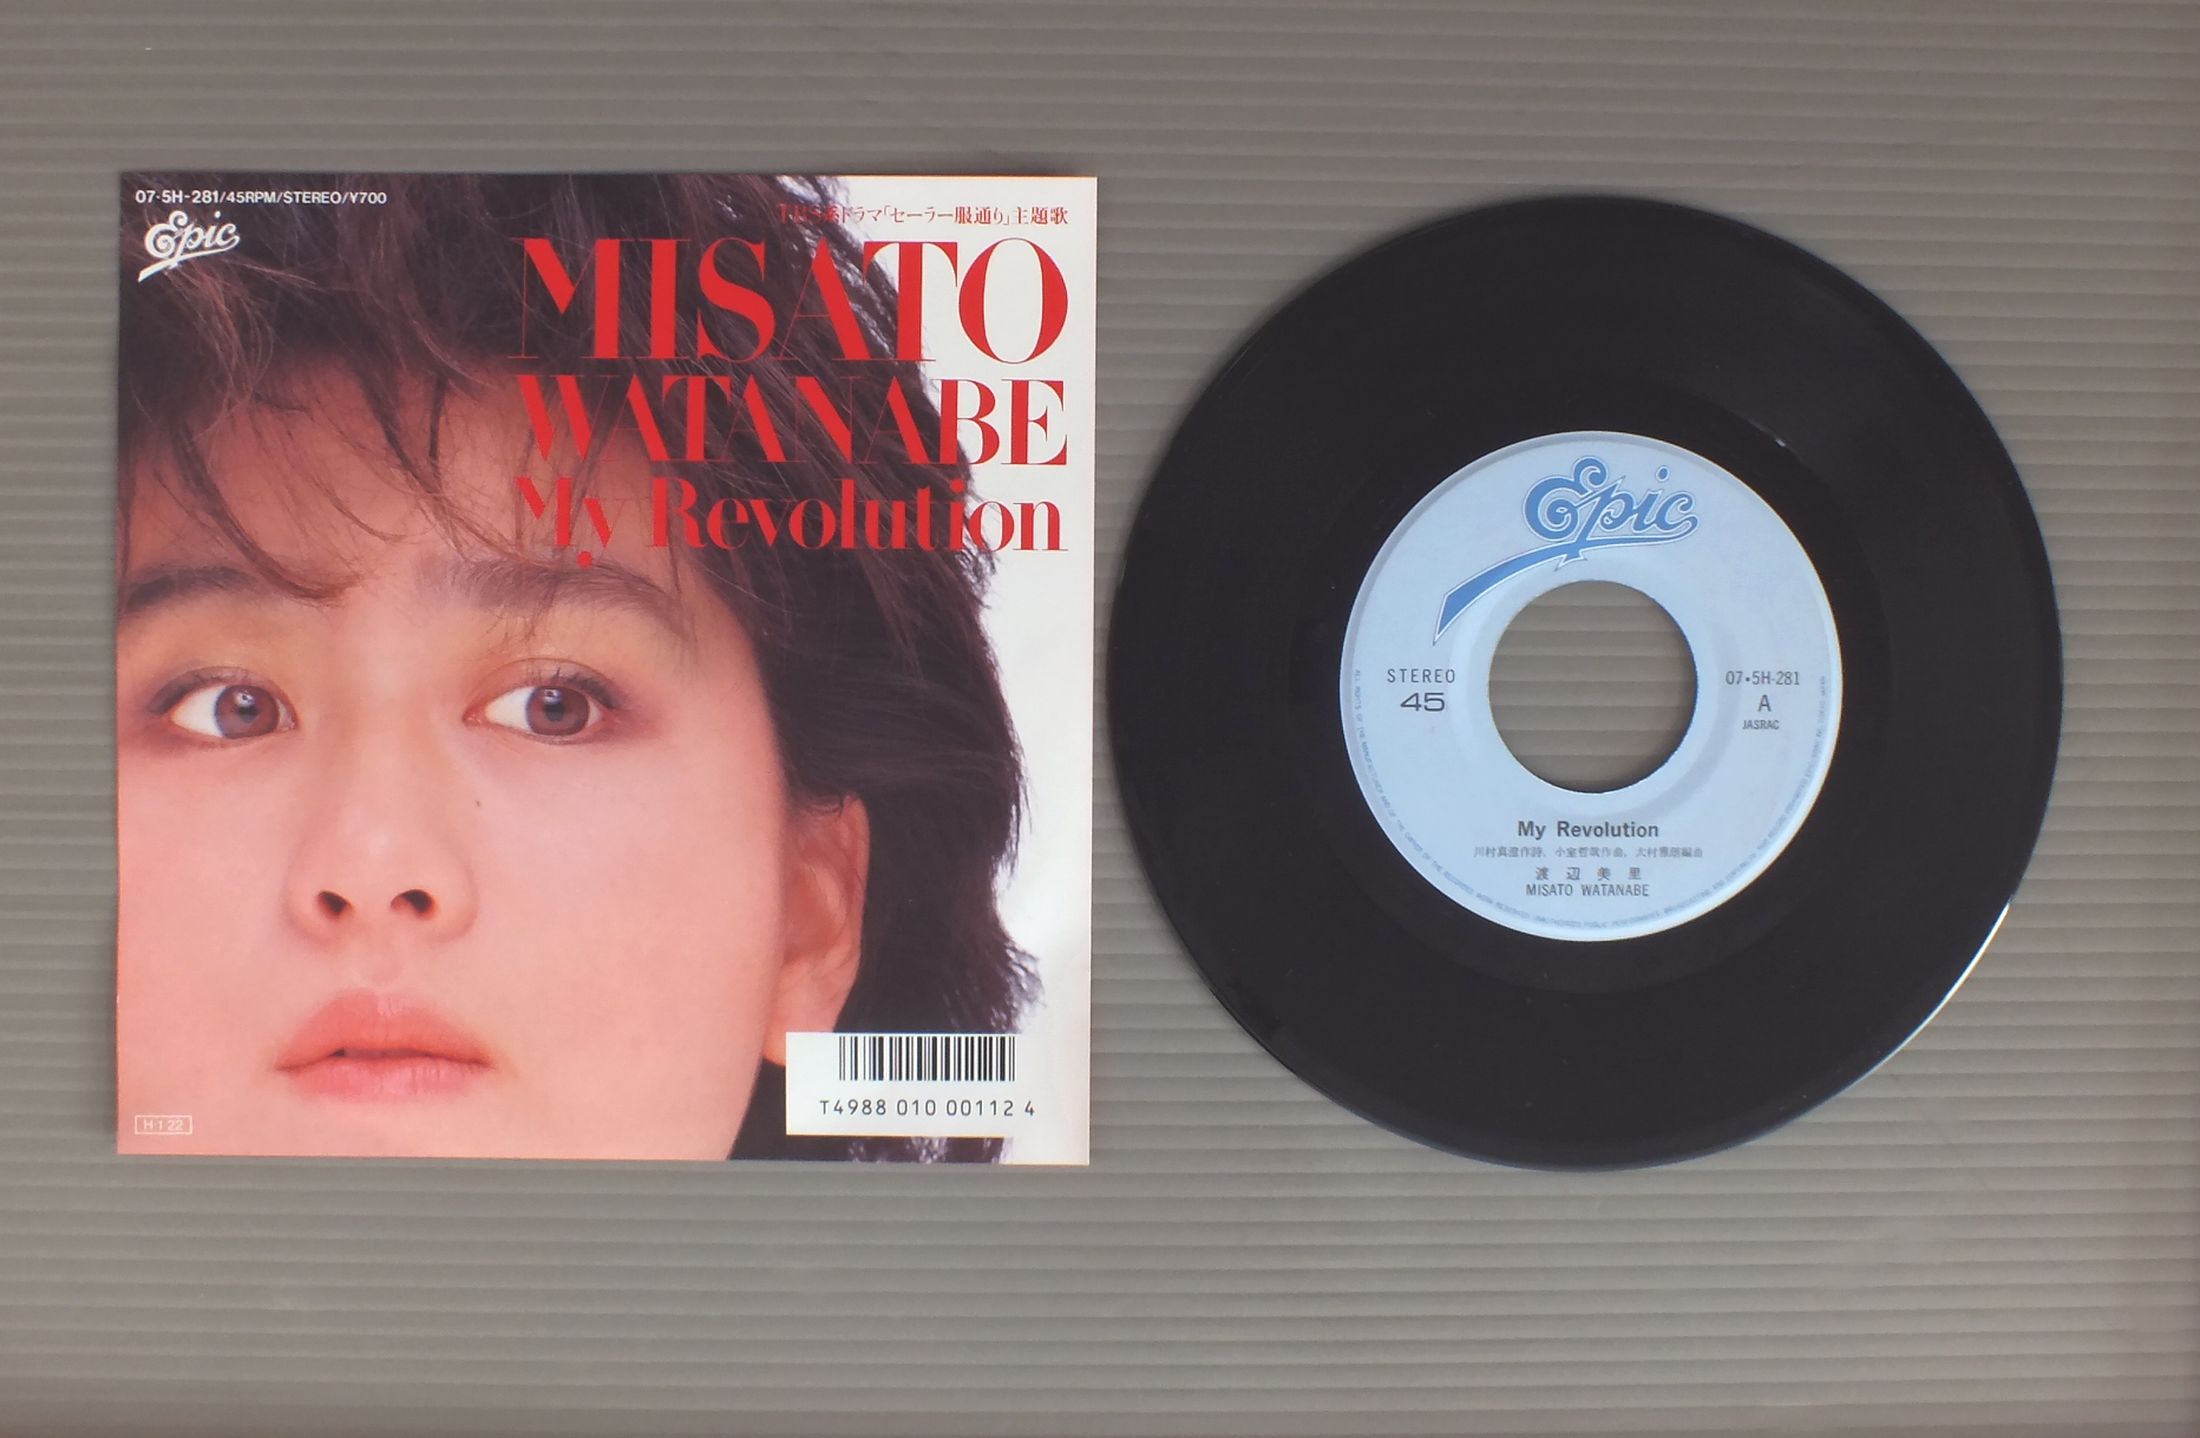 07・5H-281/45RPM/STEREO/¥700
Epic
TBS系ドラマ「セーラー服通り」主題歌
MISATO
WATANABE
My Revolution
T4988 010 00112 4
H・1 22
Epic
STEREO
45
07・5H-281
A
JASRAC
My Revolution
川村真澄作詩、小室哲哉作曲、大村雅朗編曲
渡辺美里
MISATO WATANABE